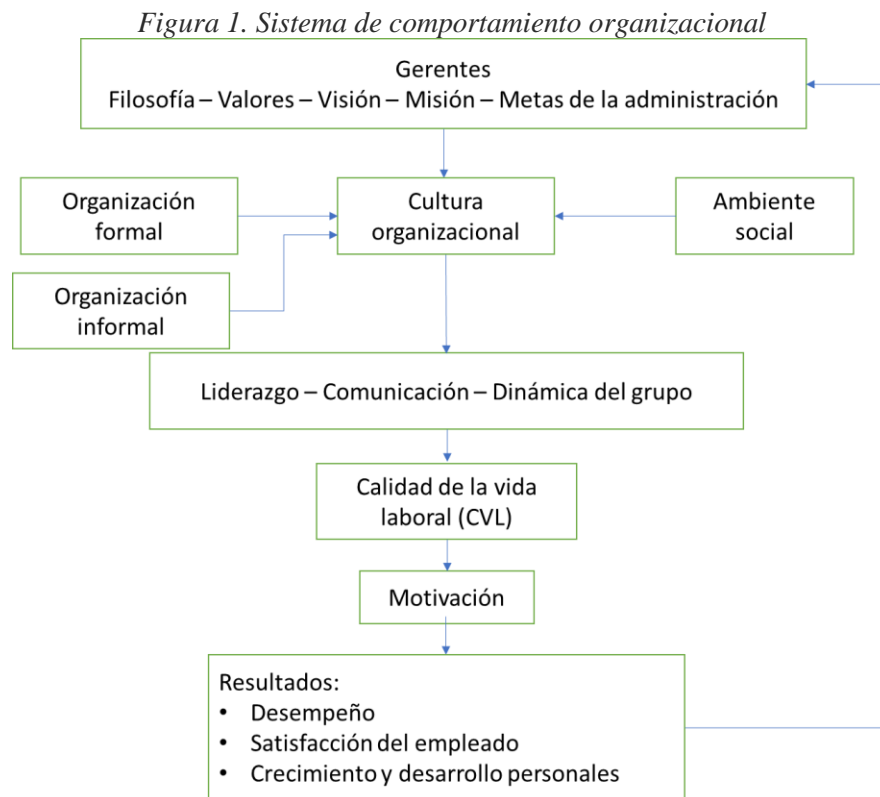 Figura 1. Sistema de comportamiento organizacional
Gerentes
Filosofía – Valores – Visión – Misión – Metas de la administración
Organización
formal
Cultura
organizacional
Ambiente
social
Organización
informal
Liderazgo – Comunicación – Dinámica del grupo
Calidad de la vida
laboral (CVL)
Motivación
Resultados:
• Desempeño
• Satisfacción del empleado
• Crecimiento y desarrollo personales